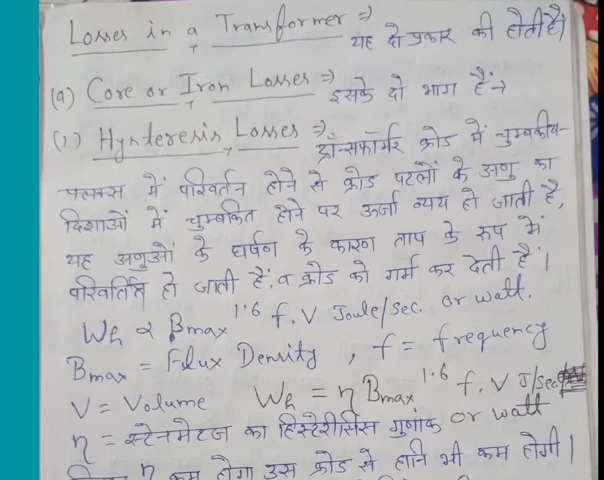 Losses in a Transformer ⇒ यह दो प्रकार की होती है।
(a) Core or Iron Losses ⇒ इसके दो भाग हैं→
(1) Hysteresis Losses ⇒ ट्रॉन्सफॉर्मर क्रोड में चुम्बकीय-
फ्लक्स में परिवर्तन होने से क्रोड पटलों के अणु का
दिशाओं में चुम्बकित होने पर ऊर्जा व्यय हो जाती है,
यह अणुओं के घर्षण के कारण ताप के रूप में
परिवर्तित हो जाती है, व क्रोड को गर्म कर देती है।
Wh ∝ Bmax^1.6 f. V Joule/Sec. or watt.
Bmax = Flux Density, f = frequency
V = Volume Wh = η Bmax^1.6 f. V J/sec
or watt
η = स्टेनमेटज का हिस्टेरीसिस गुणांक
η कम होगा उस क्रोड से हानि भी कम होगी।